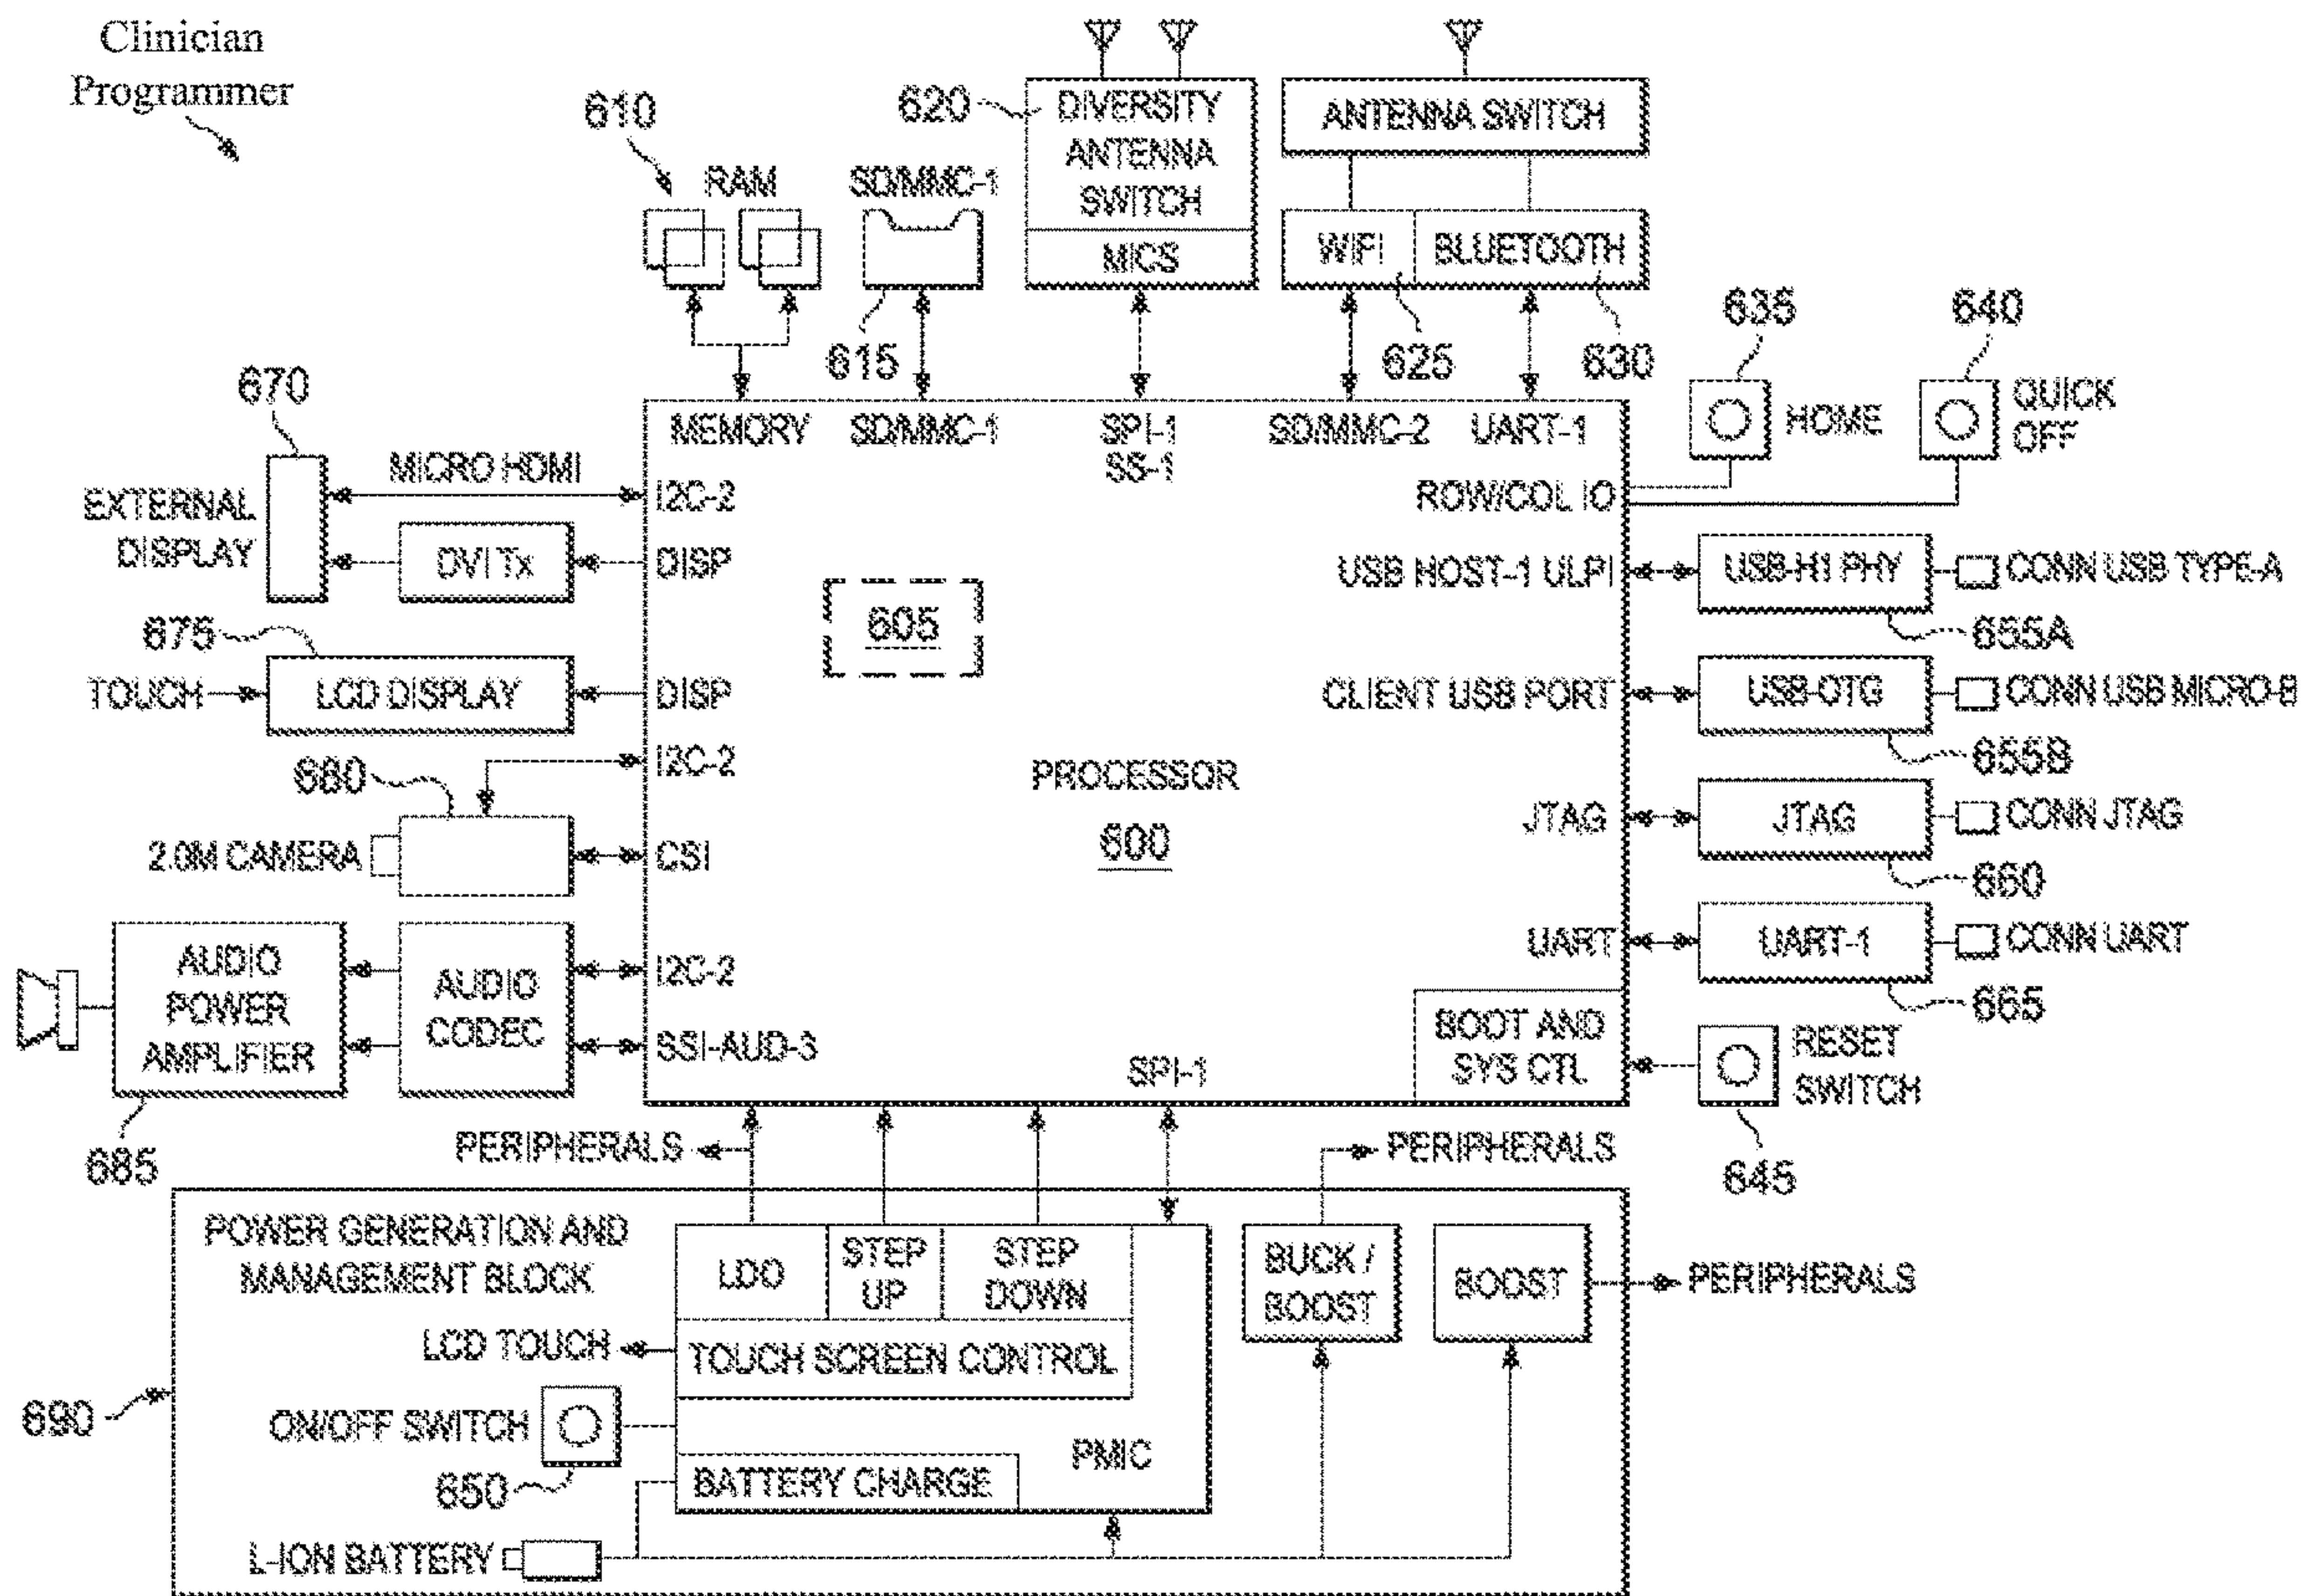 Clinician
Programmer
610
RAM
SD/MMC-1
615
620
DIVERSITY
ANTENNA
SWITCH
MICS
ANTENNA SWITCH
WIFI
BLUETOOTH
625
630
635
HOME
640
QUICK
OFF
670
EXTERNAL
DISPLAY
MICRO HDMI
DVI Tx
675
TOUCH
LCD DISPLAY
680
2.0M CAMERA
AUDIO
POWER
AMPLIFIER
685
AUDIO
CODEC
MEMORY
SD/MMC-1
SPI-1
SS-1
SD/MMC-2
UART-1
I2C-2
DISP
DISP
I2C-2
CSI
I2C-2
SSI-AUD-3
605
PROCESSOR
600
SPI-1
ROW/COL IO
USB HOST-1 ULPI
CLIENT USB PORT
JTAG
UART
BOOT AND
SYS CTL
USB-H1 PHY
CONN USB TYPE-A
655A
USB-OTG
CONN USB MICRO-B
655B
JTAG
CONN JTAG
660
UART-1
CONN UART
665
RESET
SWITCH
645
PERIPHERALS
PERIPHERALS
690
POWER GENERATION AND
MANAGEMENT BLOCK
LDO
STEP
UP
STEP
DOWN
BUCK /
BOOST
BOOST
PERIPHERALS
LCD TOUCH
TOUCH SCREEN CONTROL
ON/OFF SWITCH
650
PMIC
BATTERY CHARGE
L-ION BATTERY